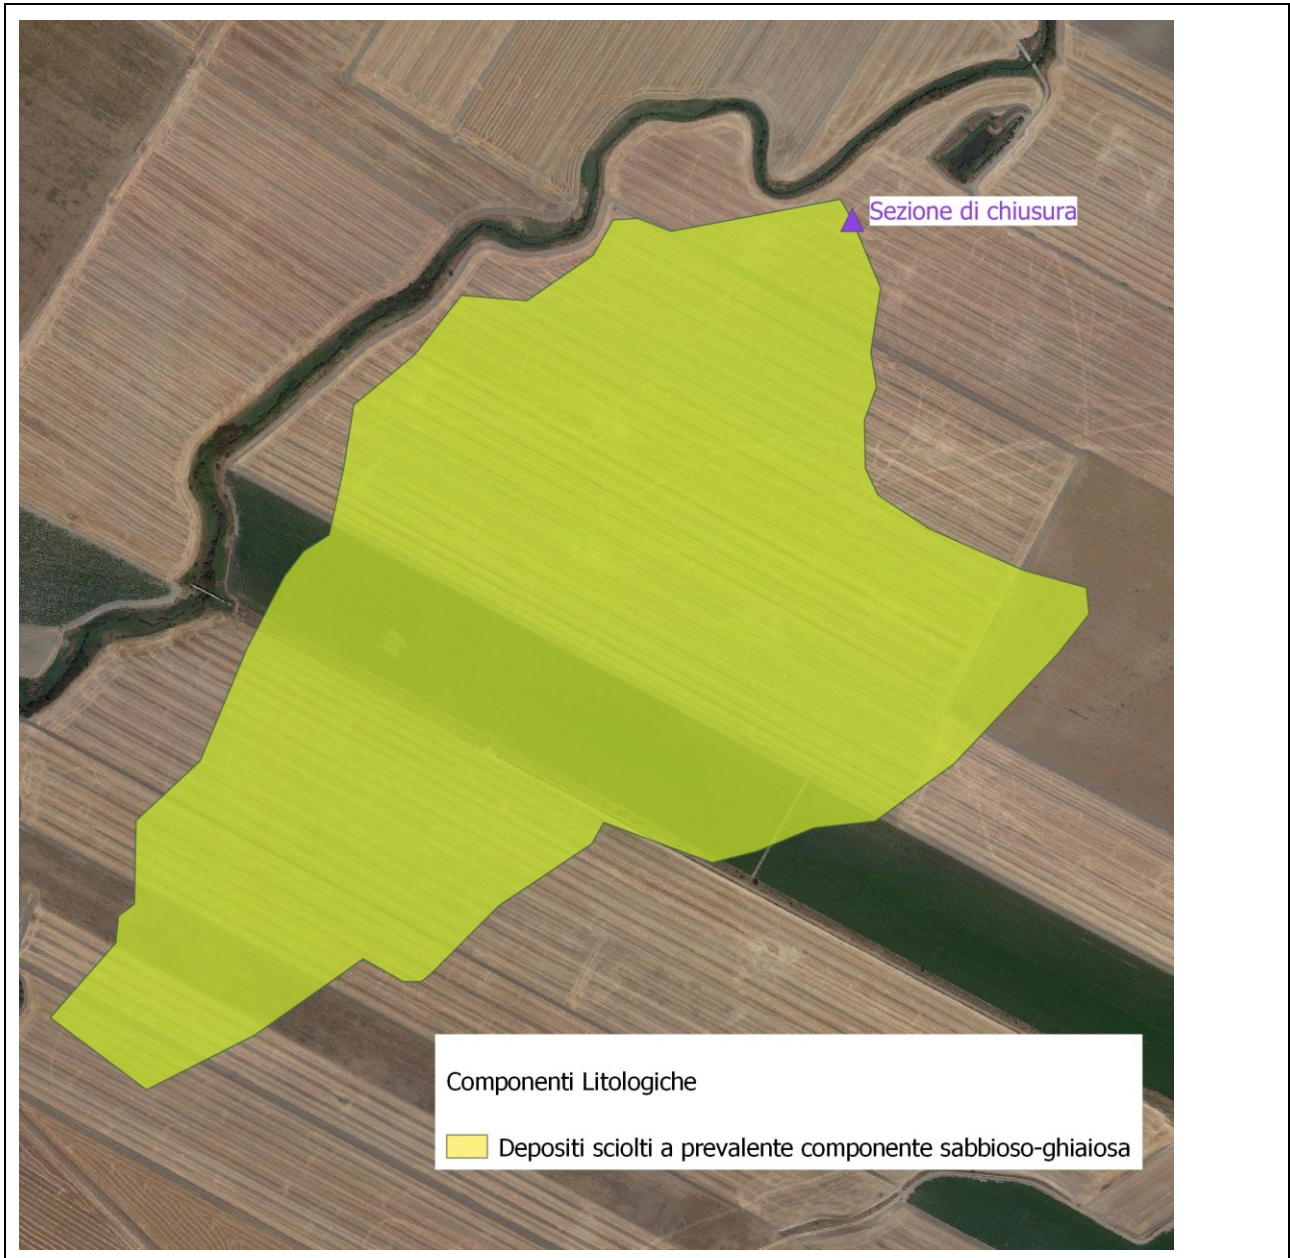 Sezione di chiusura
Componenti Litologiche
Depositi sciolti a prevalente componente sabbioso-ghiaiosa